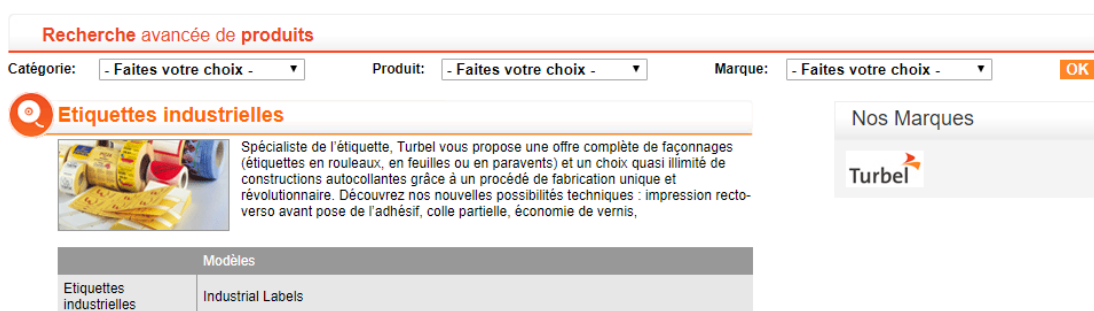 Recherche avancée de produits
Catégorie: - Faites votre choix - Produit: - Faites votre choix - Marque: - Faites votre choix - OK
Etiquettes industrielles
Spécialiste de l'étiquette, Turbel vous propose une offre complète de façonnages
(étiquettes en rouleaux, en feuilles ou en paravents) et un choix quasi illimité de
constructions autocollantes grâce à un procédé de fabrication unique et
révolutionnaire. Découvrez nos nouvelles possibilités techniques : impression recto-
verso avant pose de l'adhésif, colle partielle, économie de vernis,
Nos Marques
Turbel
Modèles
Etiquettes
industrielles
Industrial Labels